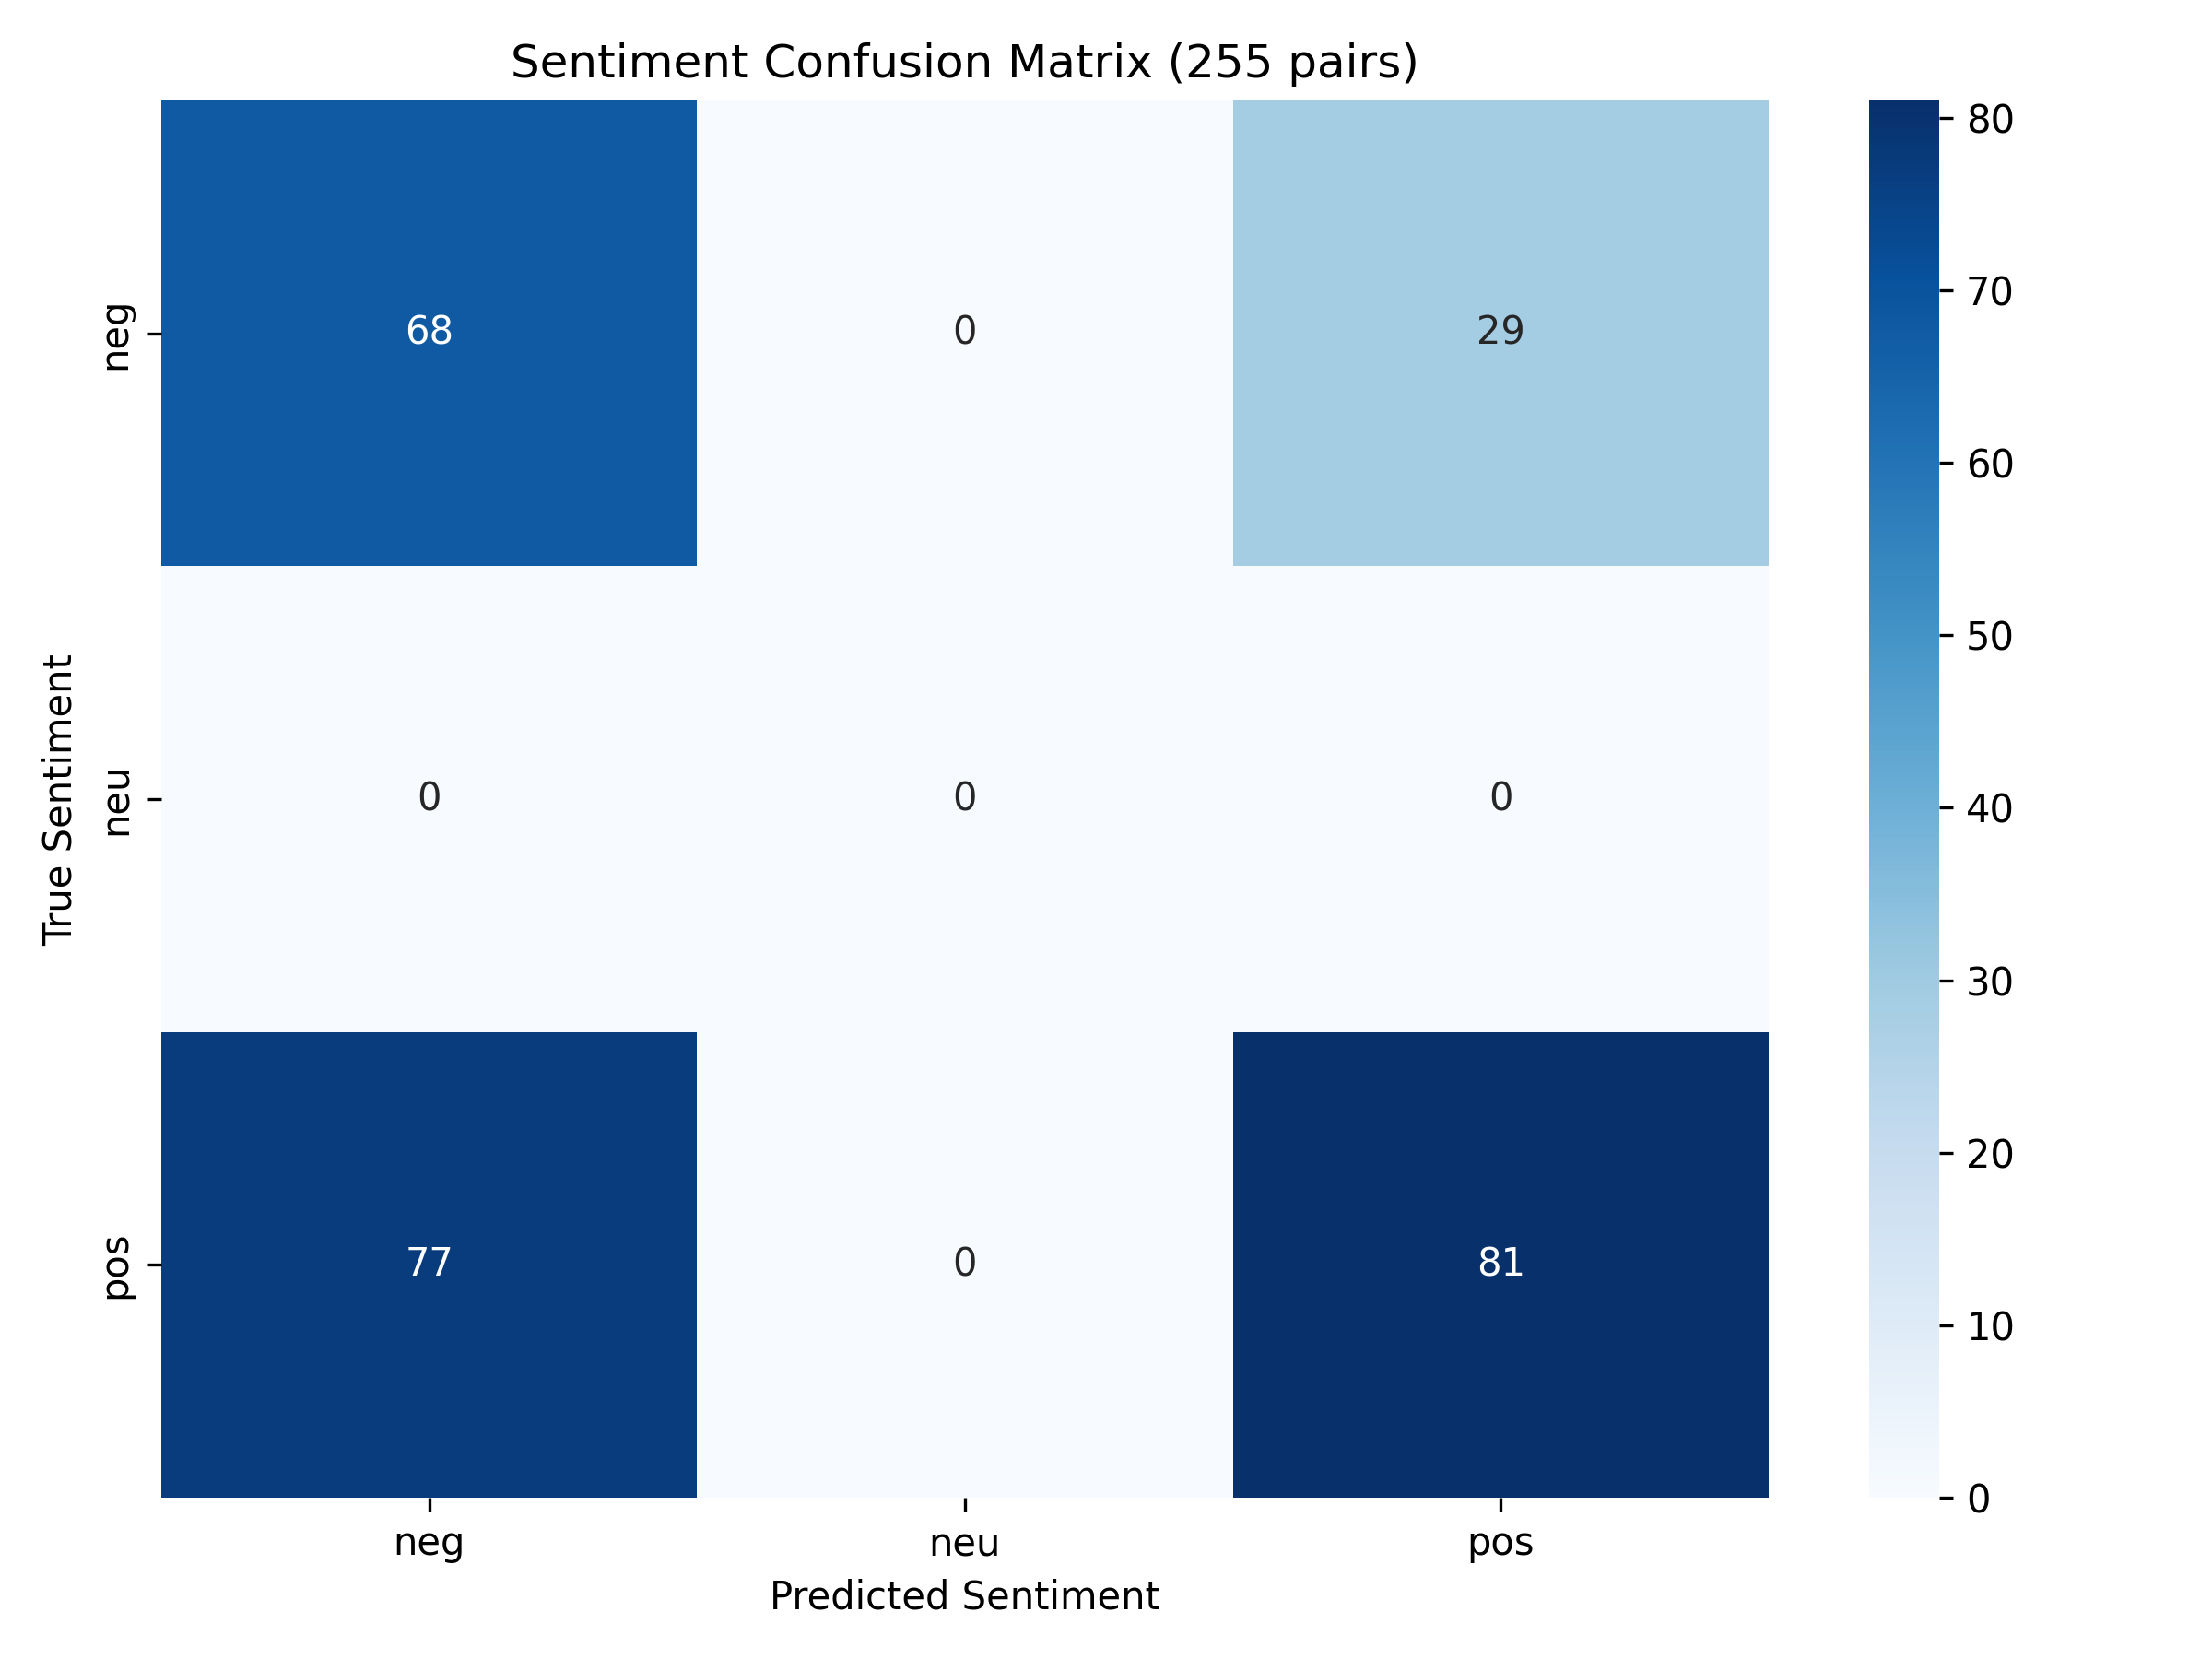 Sentiment Confusion Matrix (255 pairs)
True Sentiment
neg
68 0 29
neu
0 0 0
pos
77 0 81
neg neu pos
Predicted Sentiment
80
70
60
50
40
30
20
10
0